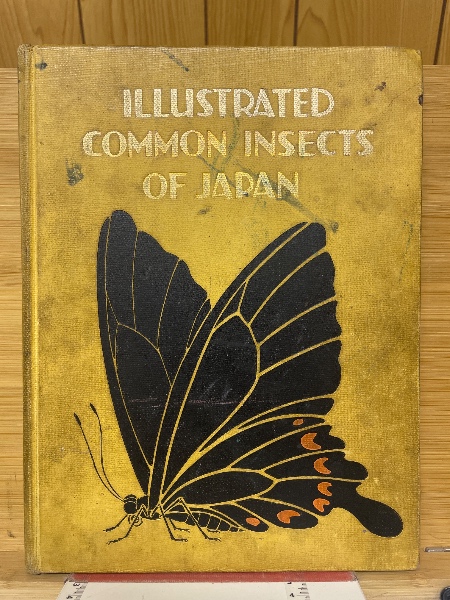 ILLUSTRATED
COMMON INSECTS
OF JAPAN